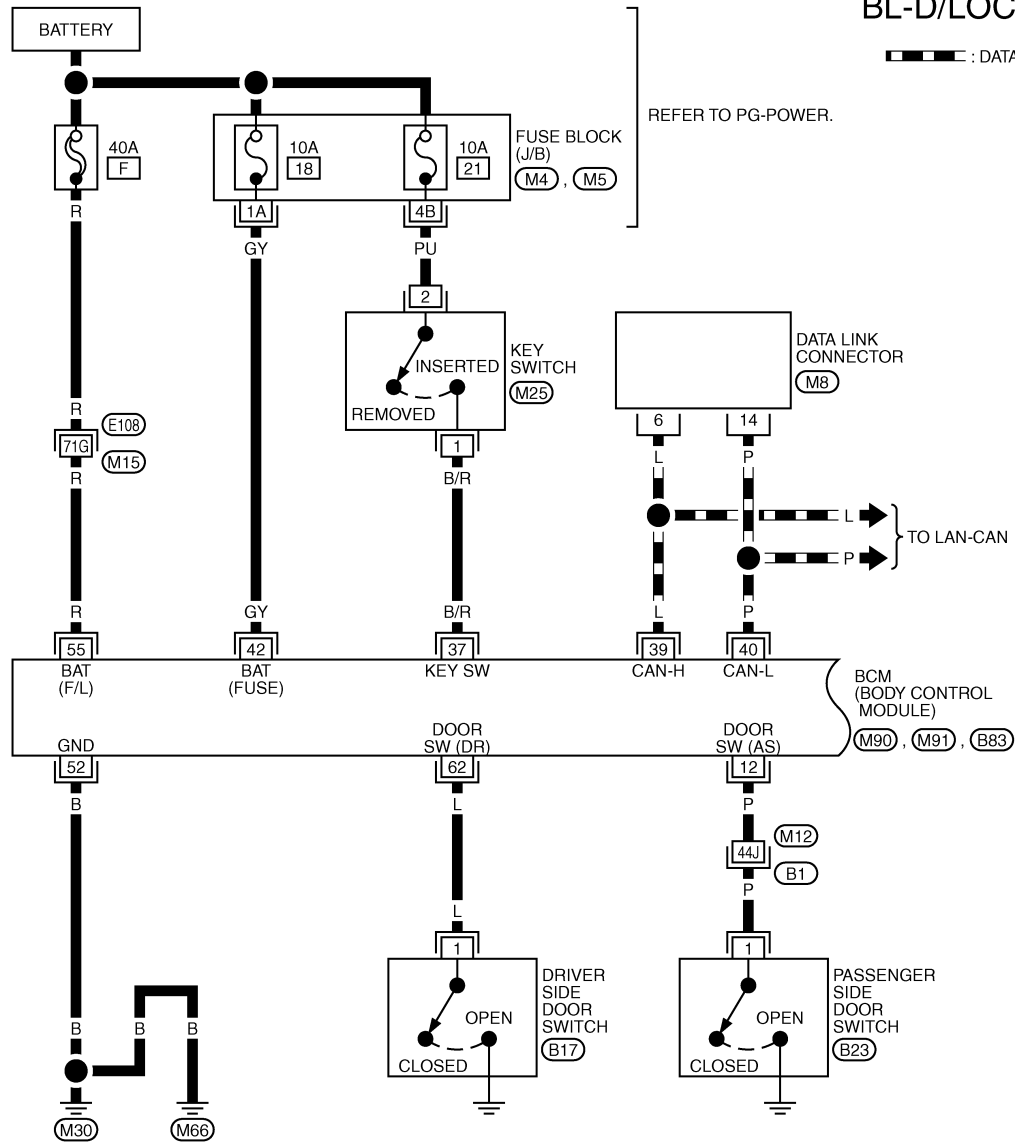 BL-D/LOC
: DATA
BATTERY
REFER TO PG-POWER.
40A
F
10A
18
10A
21
FUSE BLOCK
(J/B)
M4 , M5
1A
4B
R
GY
PU
2
INSERTED
REMOVED
KEY
SWITCH
M25
DATA LINK
CONNECTOR
M8
6
14
R
E108
71G
M15
R
1
B/R
L
P
L
P
TO LAN-CAN
R
GY
B/R
L
P
55
42
37
39
40
BAT
(F/L)
BAT
(FUSE)
KEY SW
CAN-H
CAN-L
BCM
(BODY CONTROL
MODULE)
M90 , M91 , B83
GND
DOOR
SW (DR)
DOOR
SW (AS)
52
62
12
B
L
P
M12
44J
B1
P
L
1
1
OPEN
CLOSED
DRIVER
SIDE
DOOR
SWITCH
B17
OPEN
CLOSED
PASSENGER
SIDE
DOOR
SWITCH
B23
B
B
B
M30
M66